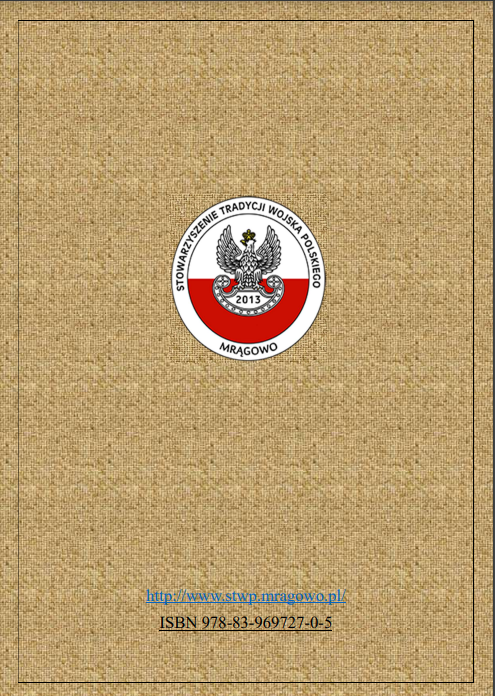 STOWARZYSZENIE TRADYCJI WOJSKA POLSKIEGO
2013
MRĄGOWO
http://www.stwp.mragowo.pl/
ISBN 978-83-969727-0-5